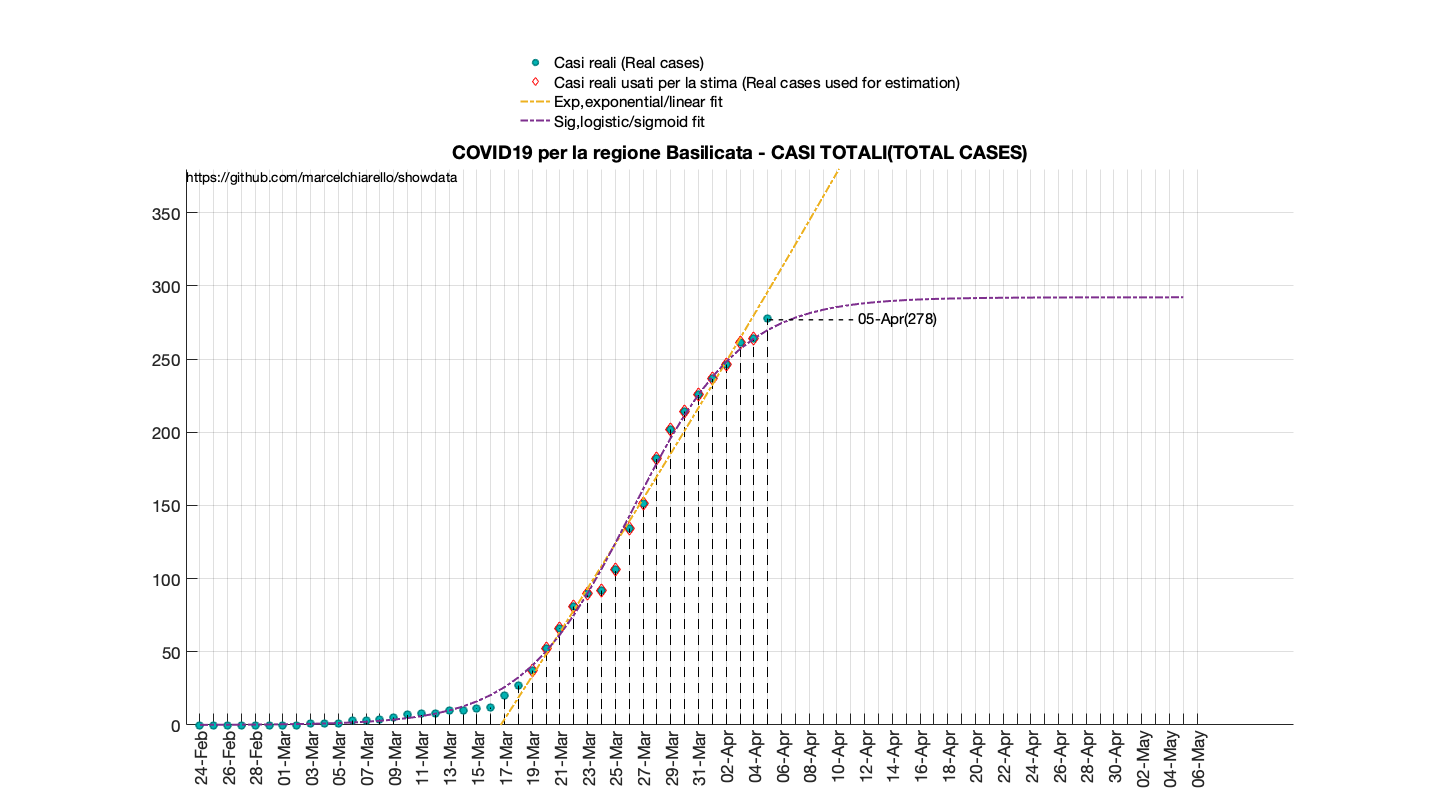 Casi reali (Real cases)
Casi reali usati per la stima (Real cases used for estimation)
Exp,exponential/linear fit
Sig,logistic/sigmoid fit
COVID19 per la regione Basilicata - CASI TOTALI(TOTAL CASES)
https://github.com/marcelchiarello/showdata
350
300
250
200
150
100
50
0
05-Apr(278)
24-Feb
26-Feb
28-Feb
01-Mar
03-Mar
05-Mar
07-Mar
09-Mar
11-Mar
13-Mar
15-Mar
17-Mar
19-Mar
21-Mar
23-Mar
25-Mar
27-Mar
29-Mar
31-Mar
02-Apr
04-Apr
06-Apr
08-Apr
10-Apr
12-Apr
14-Apr
16-Apr
18-Apr
20-Apr
22-Apr
24-Apr
26-Apr
28-Apr
30-Apr
02-May
04-May
06-May